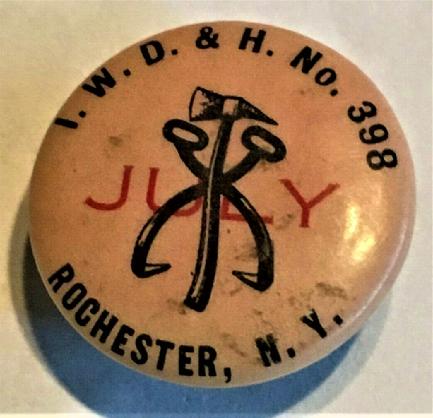 I. W. D. & H. No. 398
JULY
ROCHESTER, N. Y.